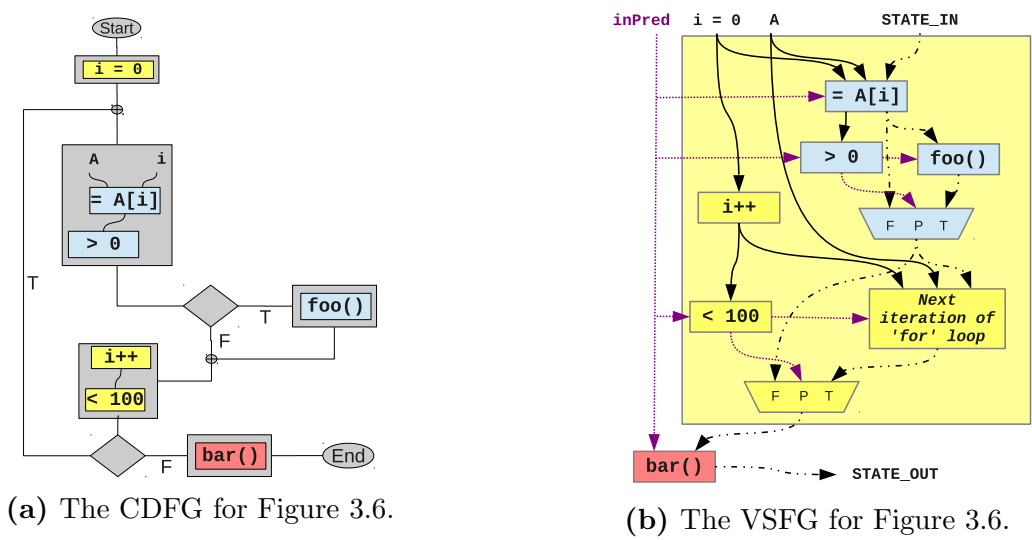 Start
i = 0
A i
= A[i]
> 0
T
foo()
T
F
i++
< 100
F
bar()
End
(a) The CDFG for Figure 3.6.
inPred i = 0 A STATE_IN
= A[i]
> 0
foo()
i++
F P T
< 100
Next
iteration of
'for' loop
F P T
bar()
STATE_OUT
(b) The VSFG for Figure 3.6.